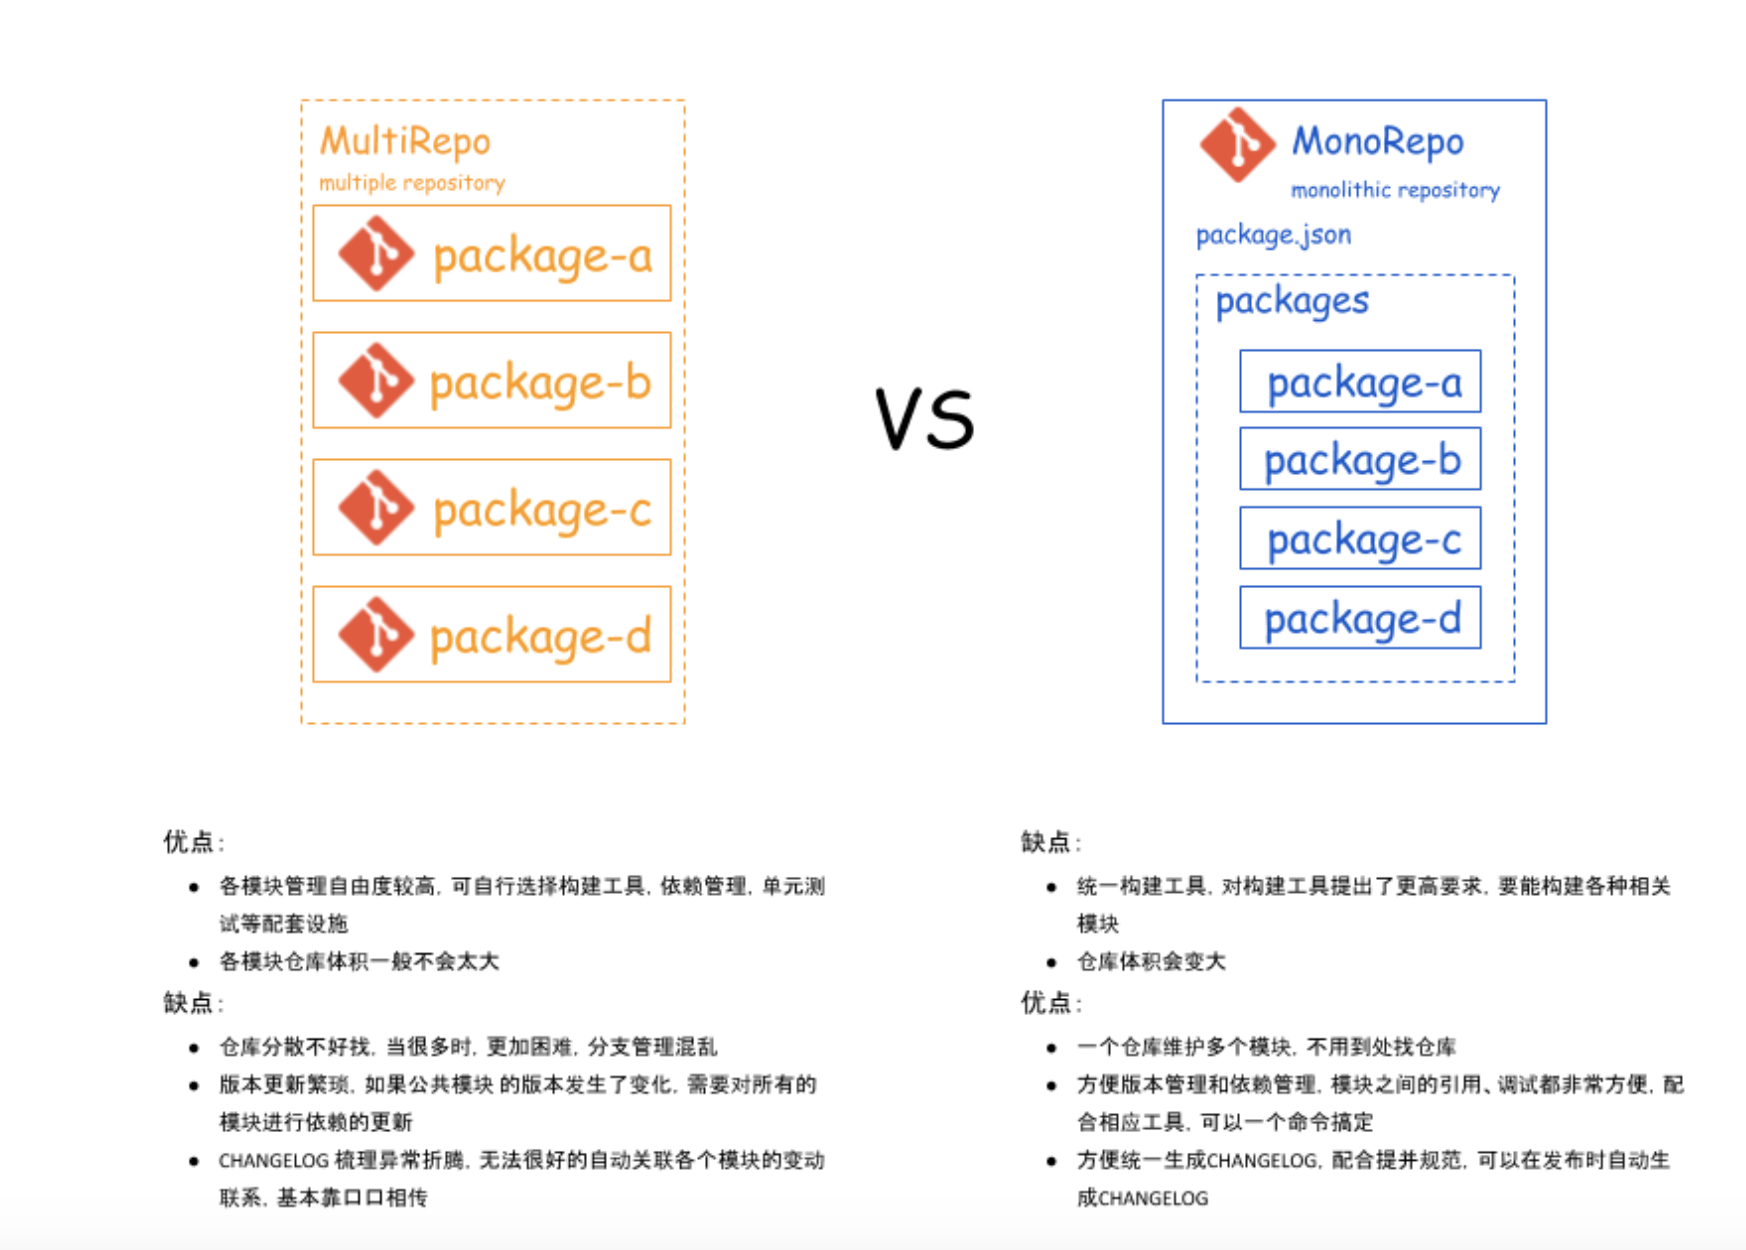 MultiRepo
multiple repository
package-a
package-b
package-c
package-d
VS
MonoRepo
monolithic repository
package.json
packages
package-a
package-b
package-c
package-d
优点：
● 各模块管理自由度较高，可自行选择构建工具，依赖管理，单元测
试等配套设施
● 各模块仓库体积一般不会太大
缺点：
● 仓库分散不好找，当很多时，更加困难，分支管理混乱
● 版本更新繁琐，如果公共模块 的版本发生了变化，需要对所有的
模块进行依赖的更新
● CHANGELOG 梳理异常折腾，无法很好的自动关联各个模块的变动
联系，基本靠口口相传
缺点：
● 统一构建工具，对构建工具提出了更高要求，要能构建各种相关
模块
● 仓库体积会变大
优点：
● 一个仓库维护多个模块，不用到处找仓库
● 方便版本管理和依赖管理，模块之间的引用、调试都非常方便，配
合相应工具，可以一个命令搞定
● 方便统一生成CHANGELOG，配合提并规范，可以在发布时自动生
成CHANGELOG